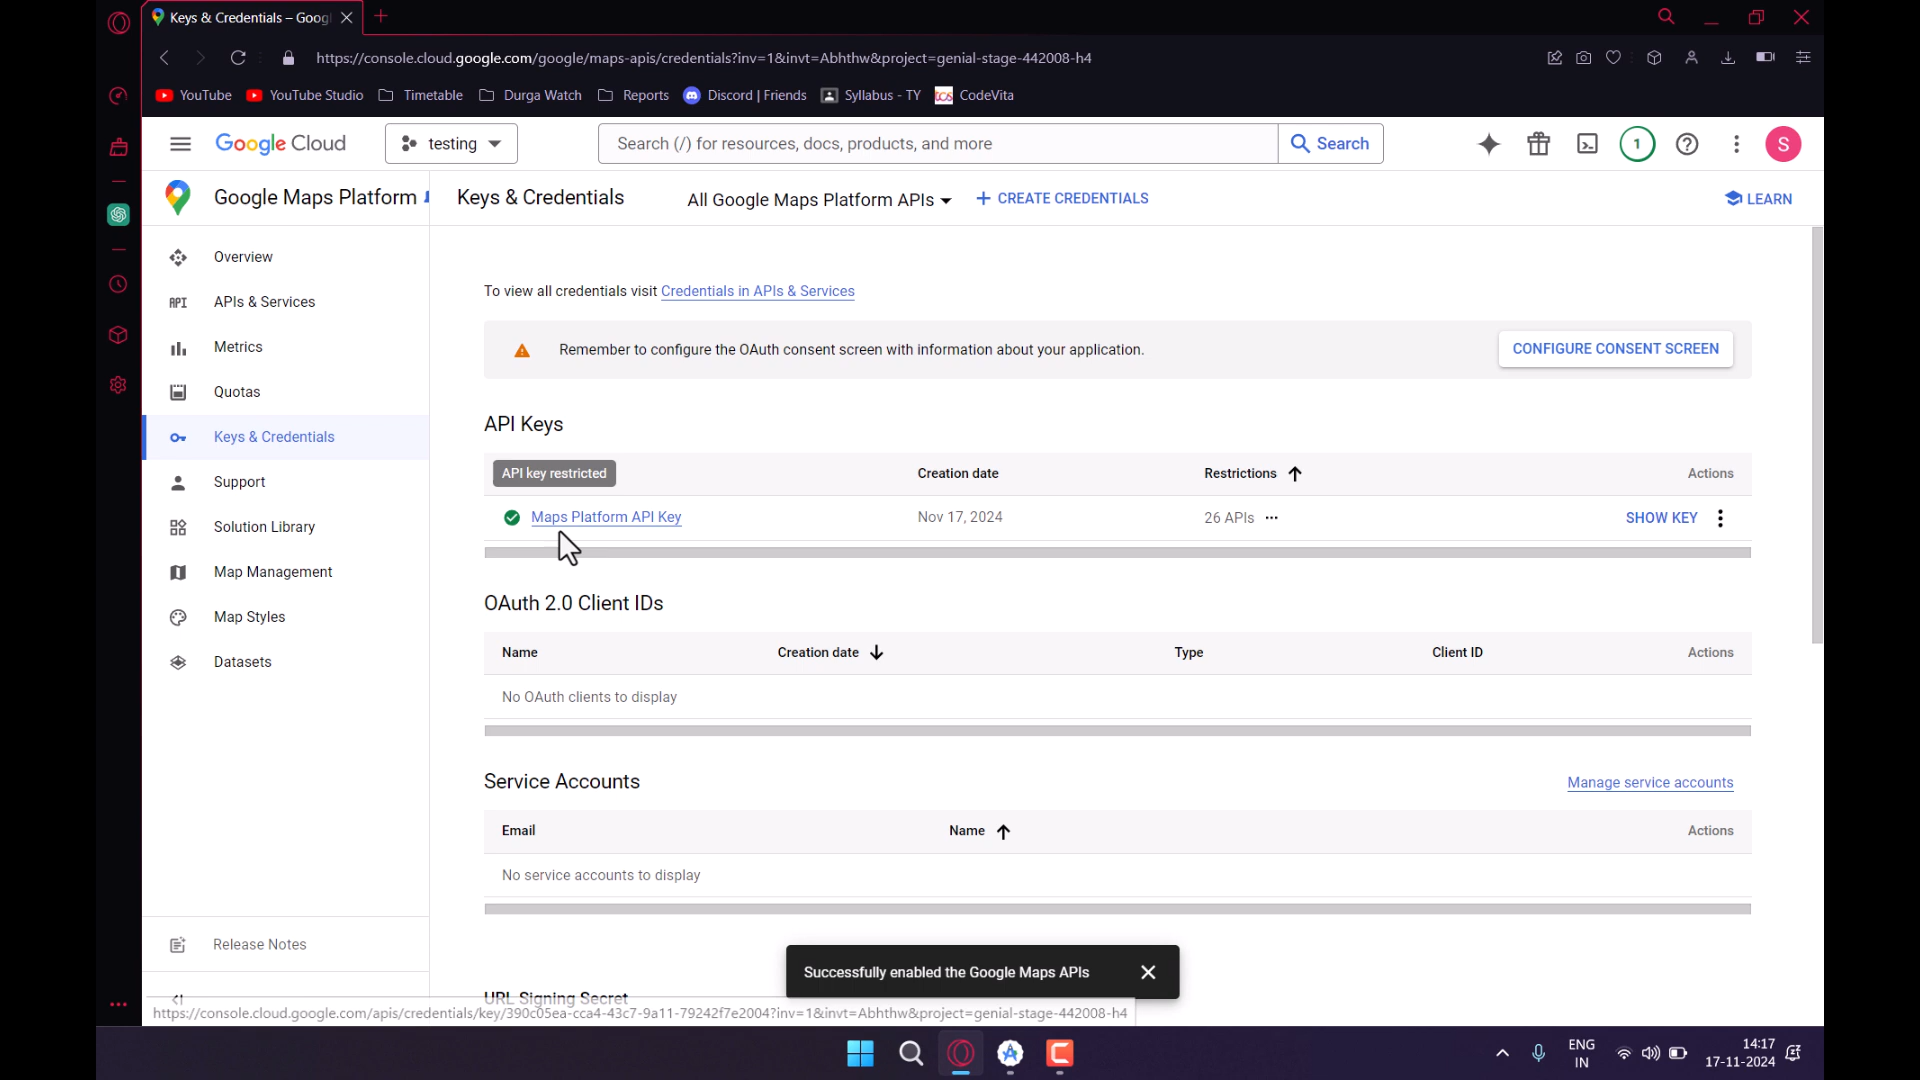 Keys & Credentials – Goog
https://console.cloud.google.com/google/maps-apis/credentials?inv=1&invt=Abhthw&project=genial-stage-442008-h4
YouTube
YouTube Studio
Timetable
Durga Watch
Reports
Discord | Friends
Syllabus - TY
CodeVita
Google Cloud
testing
Search (/) for resources, docs, products, and more
Search
1
S
Google Maps Platform
Keys & Credentials
All Google Maps Platform APIs
CREATE CREDENTIALS
LEARN
Overview
API
APIs & Services
Metrics
Quotas
Keys & Credentials
Support
Solution Library
Map Management
Map Styles
Datasets
Release Notes
To view all credentials visit Credentials in APIs & Services
Remember to configure the OAuth consent screen with information about your application.
CONFIGURE CONSENT SCREEN
API Keys
API key restricted
Creation date
Restrictions
Actions
Maps Platform API Key
Nov 17, 2024
26 APIs
SHOW KEY
OAuth 2.0 Client IDs
Name
Creation date
Type
Client ID
Actions
No OAuth clients to display
Service Accounts
Manage service accounts
Email
Name
Actions
No service accounts to display
Successfully enabled the Google Maps APIs
URL Signing Secret
https://console.cloud.google.com/apis/credentials/key/390c05ea-cca4-43c7-9a11-79242f7e2004?inv=1&invt=Abhthw&project=genial-stage-442008-h4
ENG
IN
14:17
17-11-2024